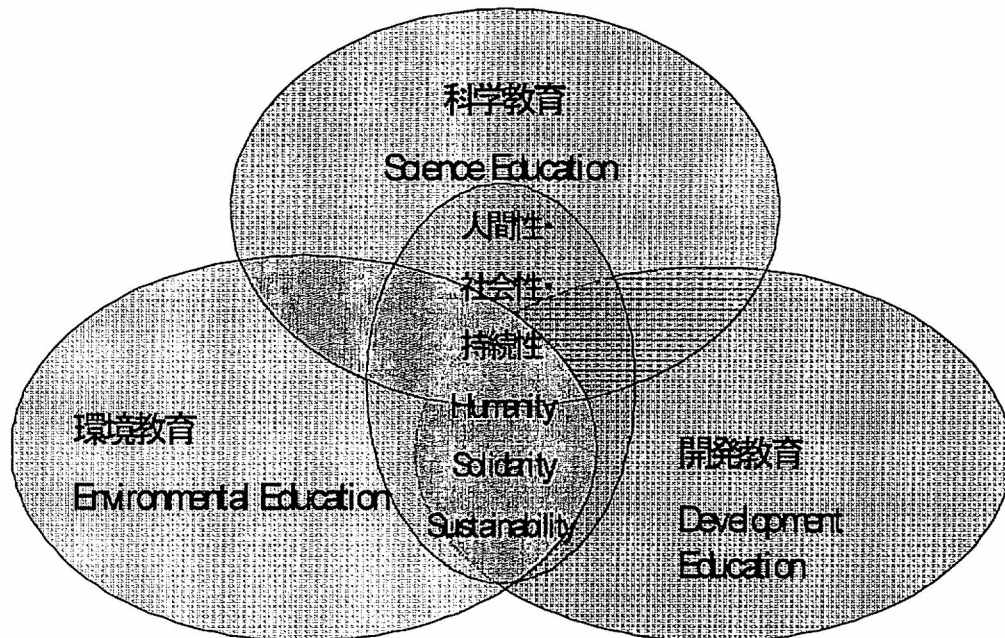 科学教育
Science Education
人間性・
社会性・
持続性
Humanity
Solidarity
Sustainability
環境教育
Environmental Education
開発教育
Development
Education